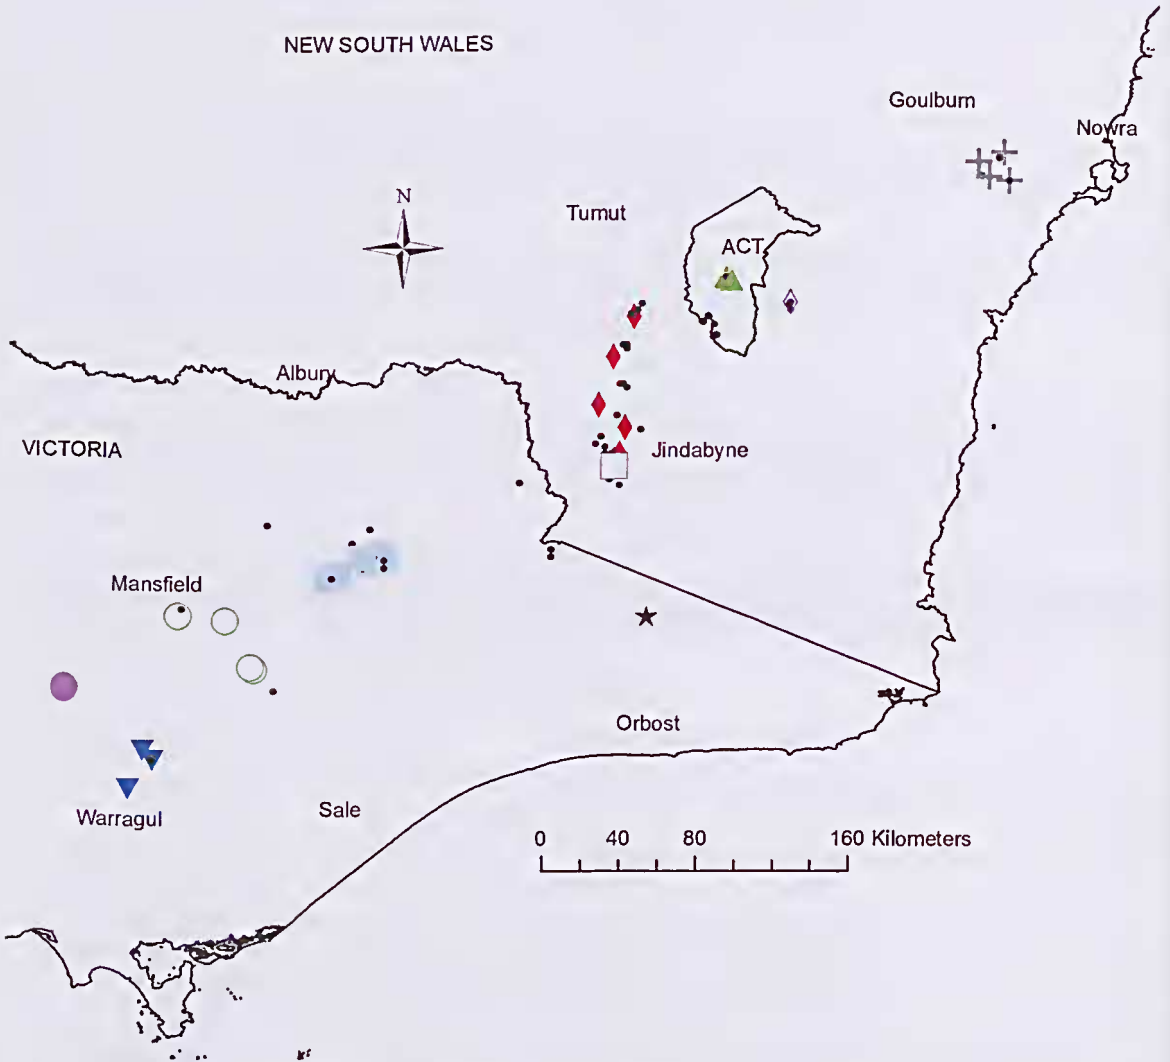 NEW SOUTH WALES
Goulburn
Nowra
N
Tumut
ACT
Albury
VICTORIA
Jindabyne
Mansfield
Orbost
Sale
Warragul
0 40 80 160 Kilometers